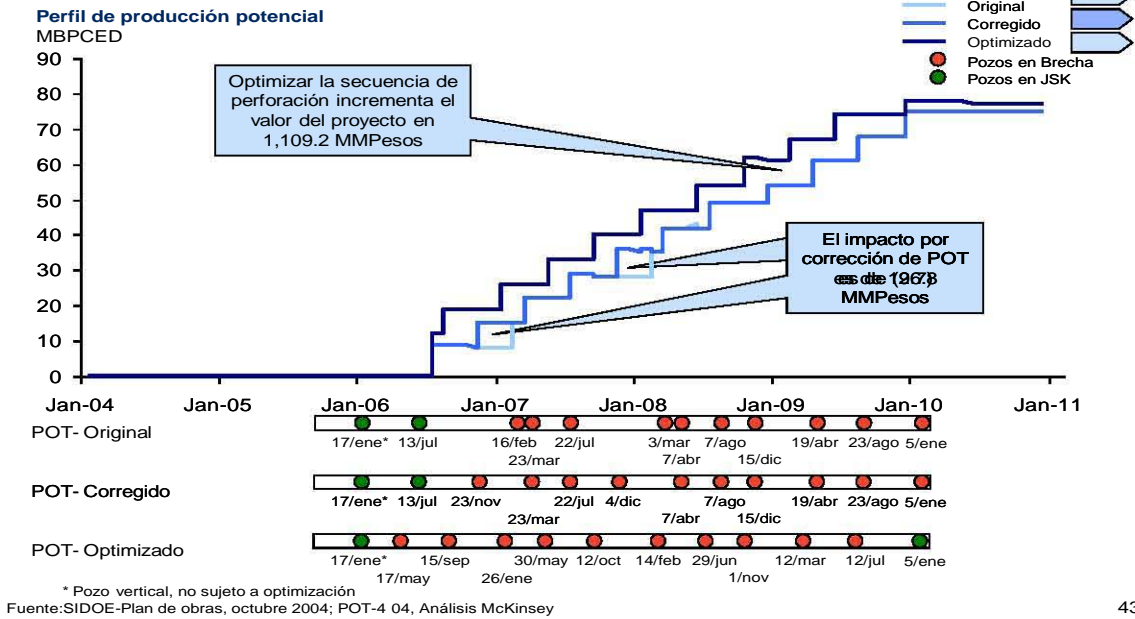 Perfil de producción potencial
MBPCED
Original
Corregido
Optimizado
Pozos en Brecha
Pozos en JSK
90
80
70
60
50
40
30
20
10
0
Optimizar la secuencia de
perforación incrementa el
valor del proyecto en
1,109.2 MMPesos
El impacto por
corrección de POT
es de
MMPesos
Jan-04 Jan-05 Jan-06 Jan-07 Jan-08 Jan-09 Jan-10 Jan-11
POT- Original
17/ene* 13/jul 16/feb 22/jul 3/mar 7/ago 19/abr 23/ago 5/ene
23/mar 7/abr 15/dic
POT- Corregido
17/ene* 13/jul 23/nov 22/jul 4/dic 7/ago 19/abr 23/ago 5/ene
23/mar 7/abr 15/dic
POT- Optimizado
17/ene* 15/sep 30/may 12/oct 14/feb 29/jun 12/mar 12/jul 5/ene
17/may 26/ene 1/nov
* Pozo vertical, no sujeto a optimización
Fuente:SIDOE-Plan de obras, octubre 2004; POT-4 04, Análisis McKinsey
43